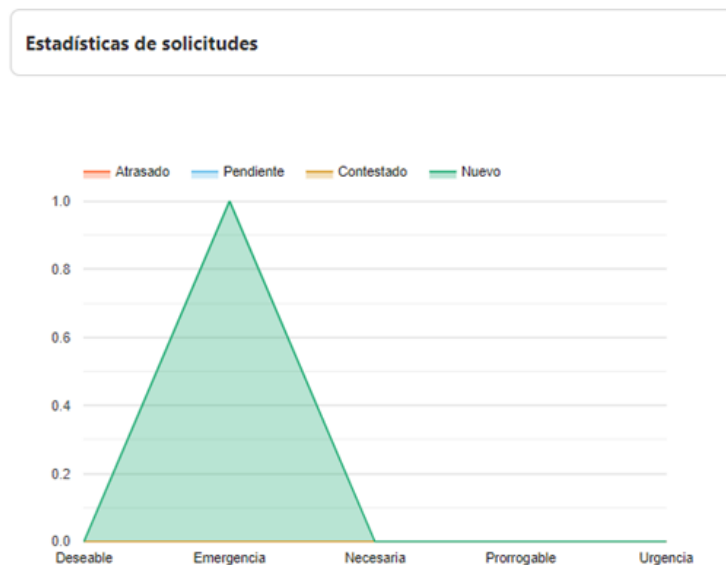 Estadísticas de solicitudes
Atrasado Pendiente Contestado Nuevo
1.0
0.8
0.6
0.4
0.2
0.0
Deseable Emergencia Necesaria Prorrogable Urgencia